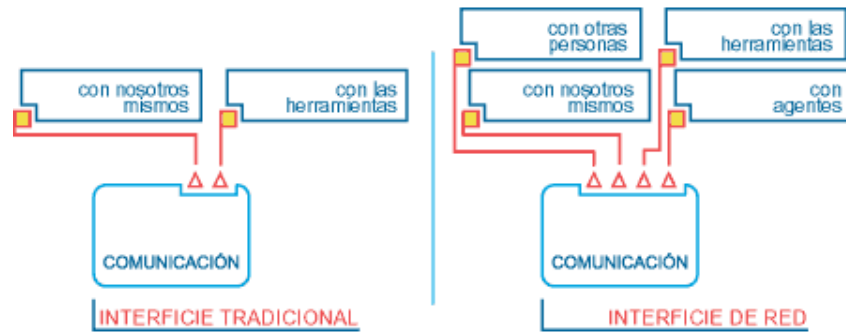 con nosotros
mismos
con las
herramientas
COMUNICACIÓN
INTERFICIE TRADICIONAL
con otras
personas
con las
herramientas
con nosotros
mismos
con
agentes
COMUNICACIÓN
INTERFICIE DE RED